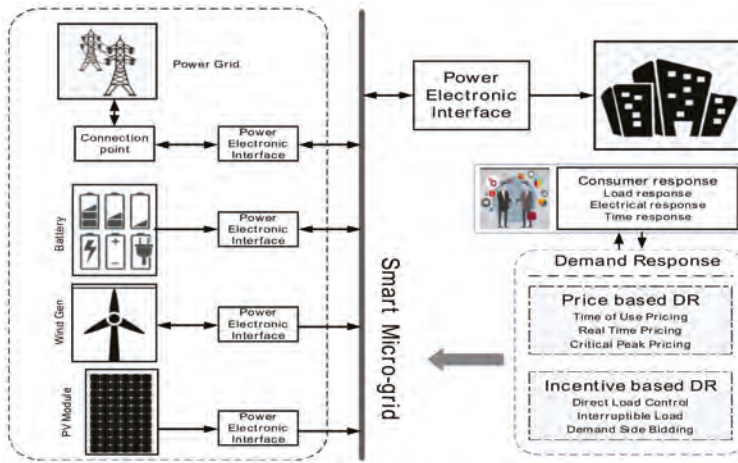 Power Grid
Connection
point
Power
Electronic
Interface
Battery
Power
Electronic
Interface
Wind Gen
Power
Electronic
Interface
PV Module
Power
Electronic
Interface
Smart Micro-grid
Power
Electronic
Interface
Consumer response
Load response
Electrical response
Time response
Demand Response
Price based DR
Time of Use Pricing
Real Time Pricing
Critical Peak Pricing
Incentive based DR
Direct Load Control
Interruptible Load
Demand Side Bidding